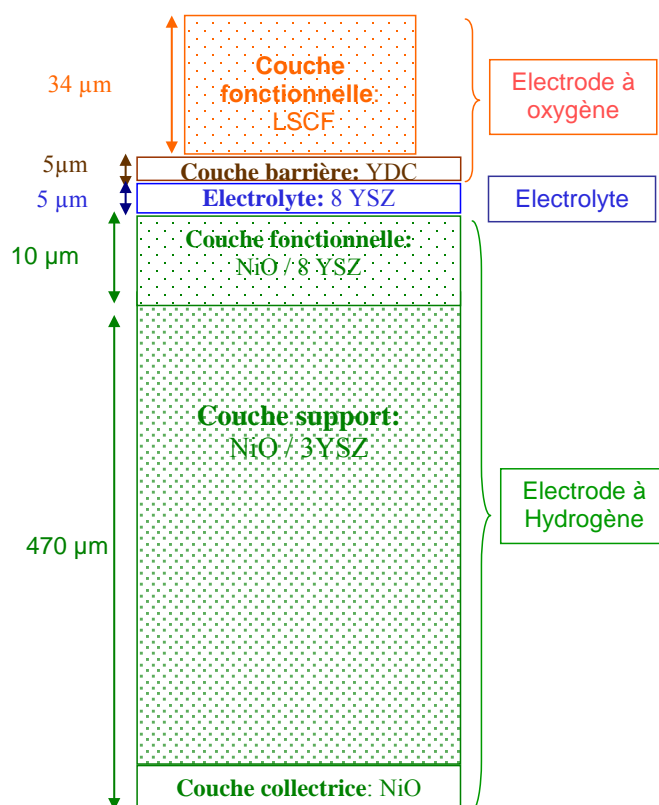 Couche
fonctionnelle
LSCF
34 µm
Electrode à
oxygène
5µm
Couche barrière: YDC
5 µm
Electrolyte: 8 YSZ
Electrolyte
10 µm
Couche fonctionnelle:
NiO / 8 YSZ
Couche support:
NiO / 3YSZ
470 µm
Electrode à
Hydrogène
Couche collectrice: NiO